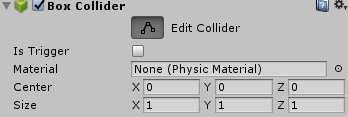 Box Collider
Edit Collider
Is Trigger
Material None (Physic Material)
Center X 0 Y 0 Z 0
Size X 1 Y 1 Z 1